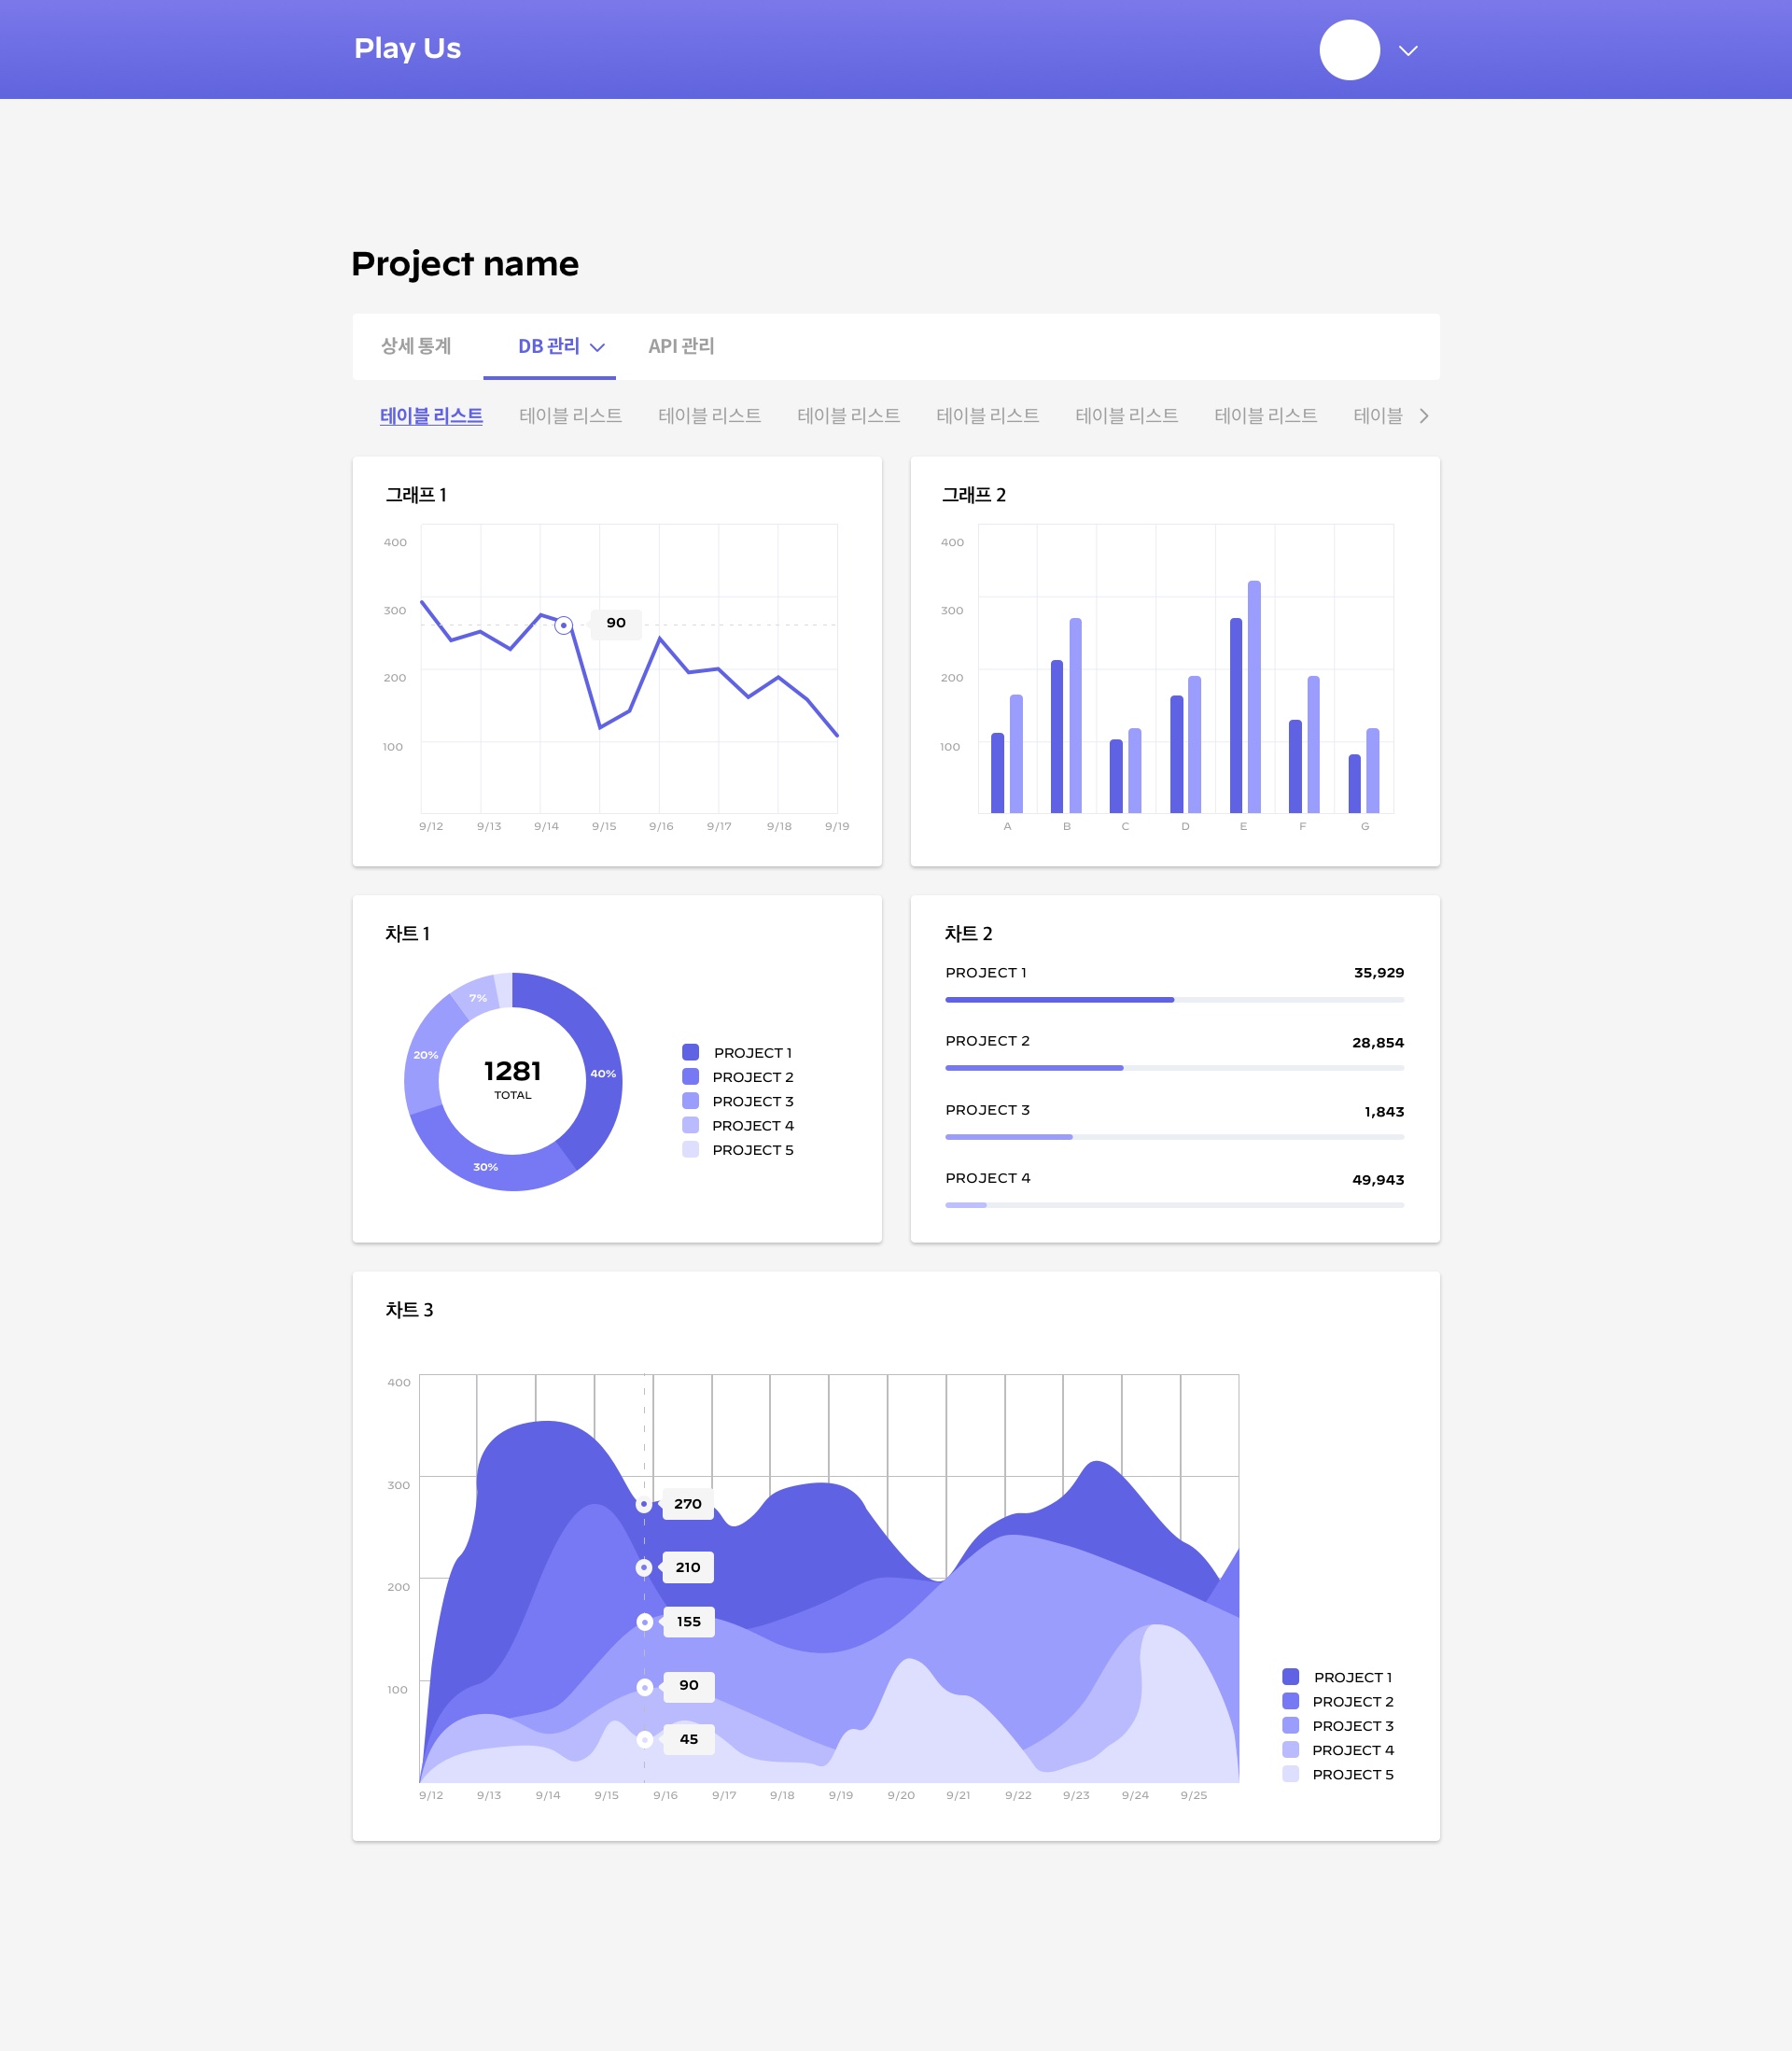 Play Us
Project name
상세 통계 DB 관리 API 관리
테이블 리스트 테이블 리스트 테이블 리스트 테이블 리스트 테이블 리스트 테이블 리스트 테이블 리스트 테이블
그래프 1
400
300
90
200
100
9/12 9/13 9/14 9/15 9/16 9/17 9/18 9/19
그래프 2
400
300
200
100
A B C D E F G
차트 1
7%
20%
40%
30%
1281
TOTAL
PROJECT 1
PROJECT 2
PROJECT 3
PROJECT 4
PROJECT 5
차트 2
PROJECT 1 35,929
PROJECT 2 28,854
PROJECT 3 1,843
PROJECT 4 49,943
차트 3
400
300
200
100
270
210
155
90
45
9/12 9/13 9/14 9/15 9/16 9/17 9/18 9/19 9/20 9/21 9/22 9/23 9/24 9/25
PROJECT 1
PROJECT 2
PROJECT 3
PROJECT 4
PROJECT 5